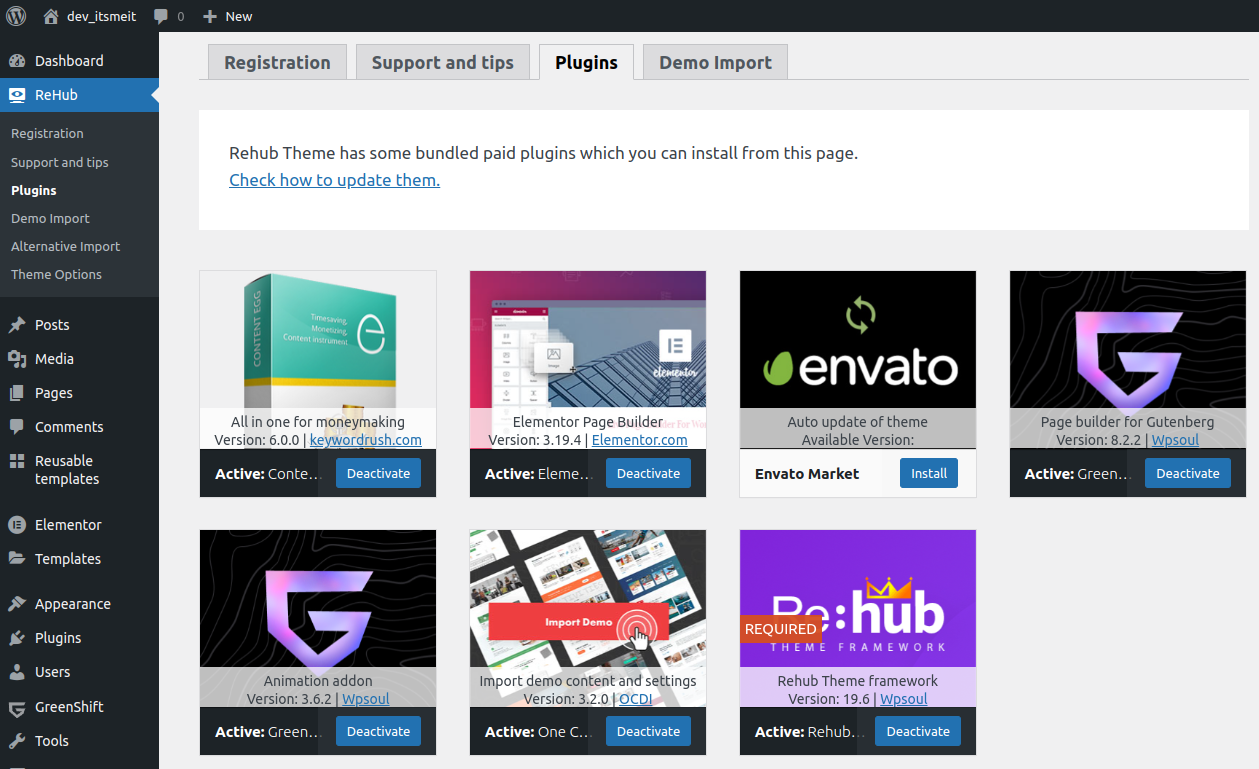 dev_itsmeit
0
New
Dashboard
ReHub
Registration
Support and tips
Plugins
Demo Import
Alternative Import
Theme Options
Posts
Media
Pages
Comments
Reusable
templates
Elementor
Templates
Appearance
Plugins
Users
GreenShift
Tools
Registration
Support and tips
Plugins
Demo Import
Rehub Theme has some bundled paid plugins which you can install from this page.
Check how to update them.
CONTENT EGG
Timesaving.
Monetizing.
Content instrument.
e
All in one for moneymaking
Version: 6.0.0 | keywordrush.com
Active: Conte...
Deactivate
elementor
Image
elementor
Elementor Page Builder
Version: 3.19.4 | Elementor.com
Active: Eleme...
Deactivate
envato
Auto update of theme
Available Version:
Envato Market
Install
Page builder for Gutenberg
Version: 8.2.2 | Wpsoul
Active: Green...
Deactivate
Animation addon
Version: 3.6.2 | Wpsoul
Active: Green...
Deactivate
Import Demo
Import demo content and settings
Version: 3.2.0 | OCDI
Active: One C...
Deactivate
Re:hub
REQUIRED
THEME FRAMEWORK
Rehub Theme framework
Version: 19.6 | Wpsoul
Active: Rehub...
Deactivate